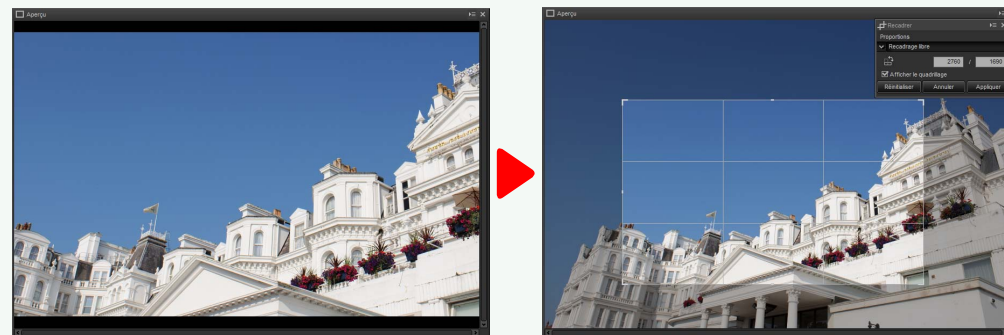 Aperçu
Aperçu
Recadrer
Proportions
Recadrage libre
2760 / 1690
Afficher le quadrillage
Réinitialiser Annuler Appliquer